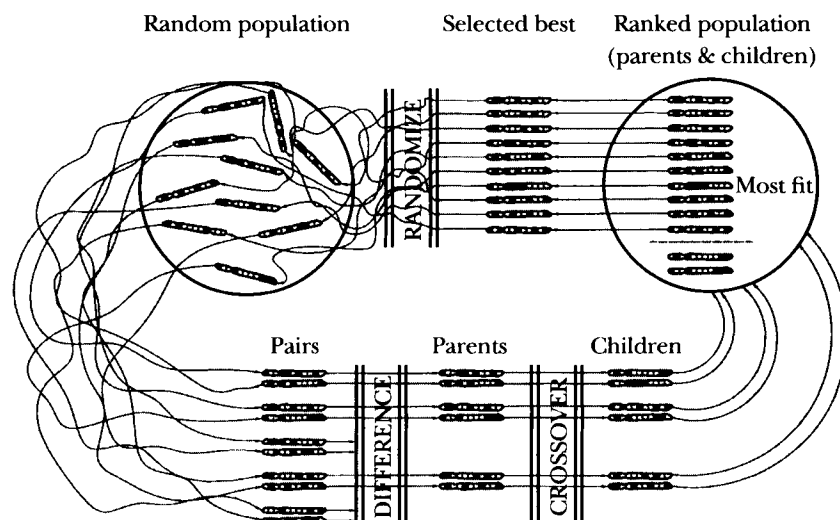 Random population
Selected best
Ranked population
(parents & children)
RANDOMIZE
Most fit
Pairs
Parents
Children
DIFFERENCE
CROSSOVER